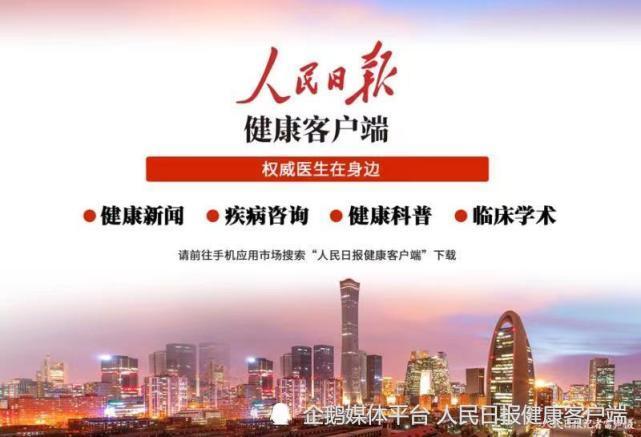 人民日报
健康客户端
权威医生在身边
●健康新闻 ●疾病咨询 ●健康科普 ●临床学术
请前往手机应用市场搜索“人民日报健康客户端”下载
企鹅媒体平台 人民日报健康客户端